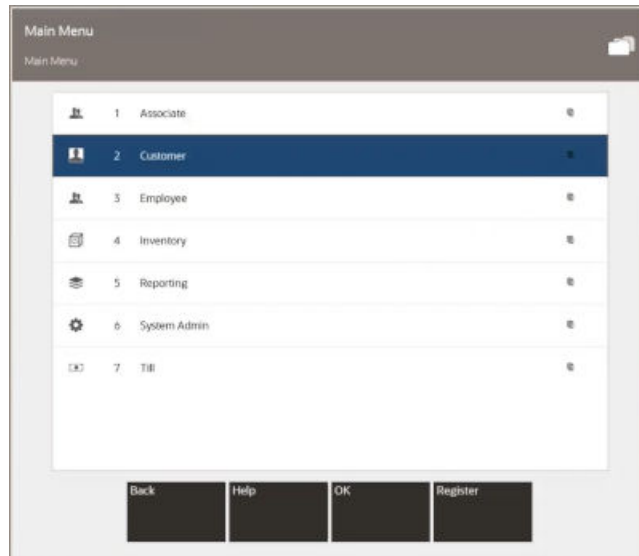 Main Menu
Main Menu
1 Associate
2 Customer
3 Employee
4 Inventory
5 Reporting
6 System Admin
7 Till
Back Help OK Register